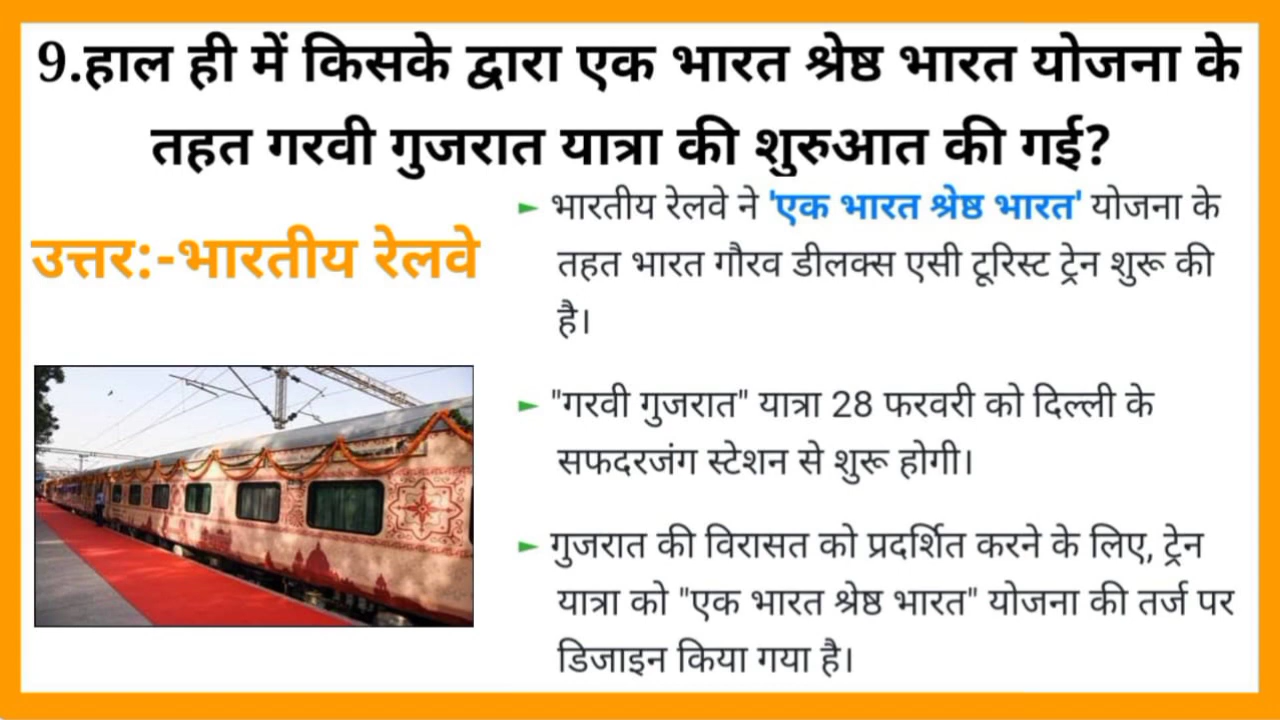 9.हाल ही में किसके द्वारा एक भारत श्रेष्ठ भारत योजना के
तहत गरवी गुजरात यात्रा की शुरुआत की गई?
उत्तर:-भारतीय रेलवे
► भारतीय रेलवे ने 'एक भारत श्रेष्ठ भारत' योजना के
तहत भारत गौरव डीलक्स एसी टूरिस्ट ट्रेन शुरू की
है।
► "गरवी गुजरात" यात्रा 28 फरवरी को दिल्ली के
सफदरजंग स्टेशन से शुरू होगी।
► गुजरात की विरासत को प्रदर्शित करने के लिए, ट्रेन
यात्रा को "एक भारत श्रेष्ठ भारत" योजना की तर्ज पर
डिजाइन किया गया है।